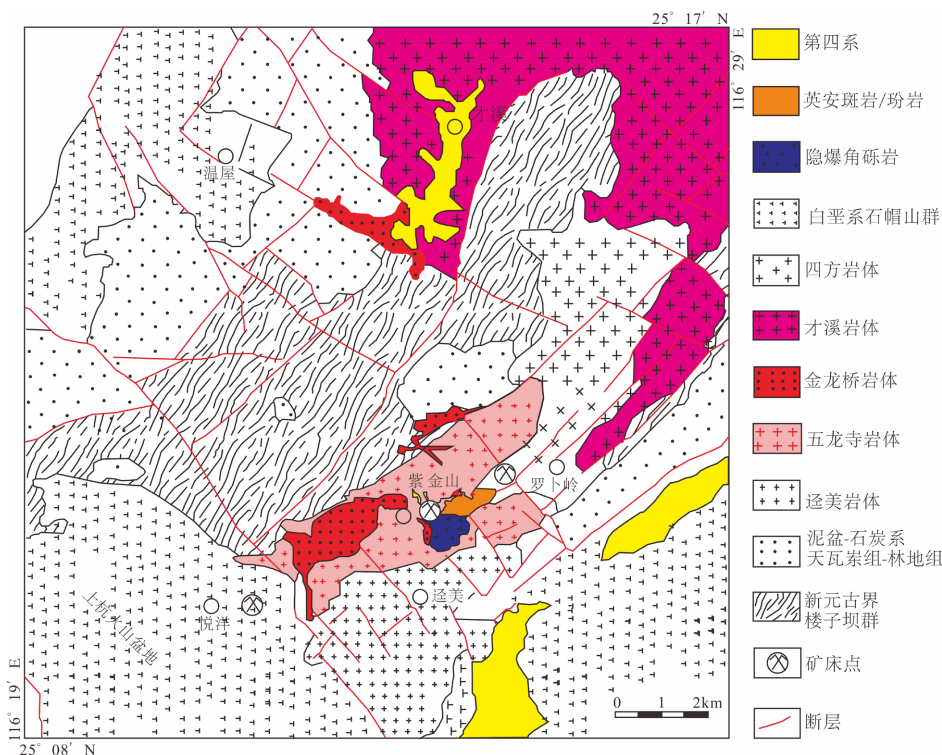 25° 17′ N
116° 29′ E
才溪
温屋
紫金山
罗卜岭
迳美
悦洋
上杭火山盆地
116° 19′ E
25° 08′ N
0 1 2km
第四系
英安斑岩/玢岩
隐爆角砾岩
白垩系石帽山群
四方岩体
才溪岩体
金龙桥岩体
五龙寺岩体
迳美岩体
泥盆-石炭系
天瓦岽组-林地组
新元古界
楼子坝群
矿床点
断层